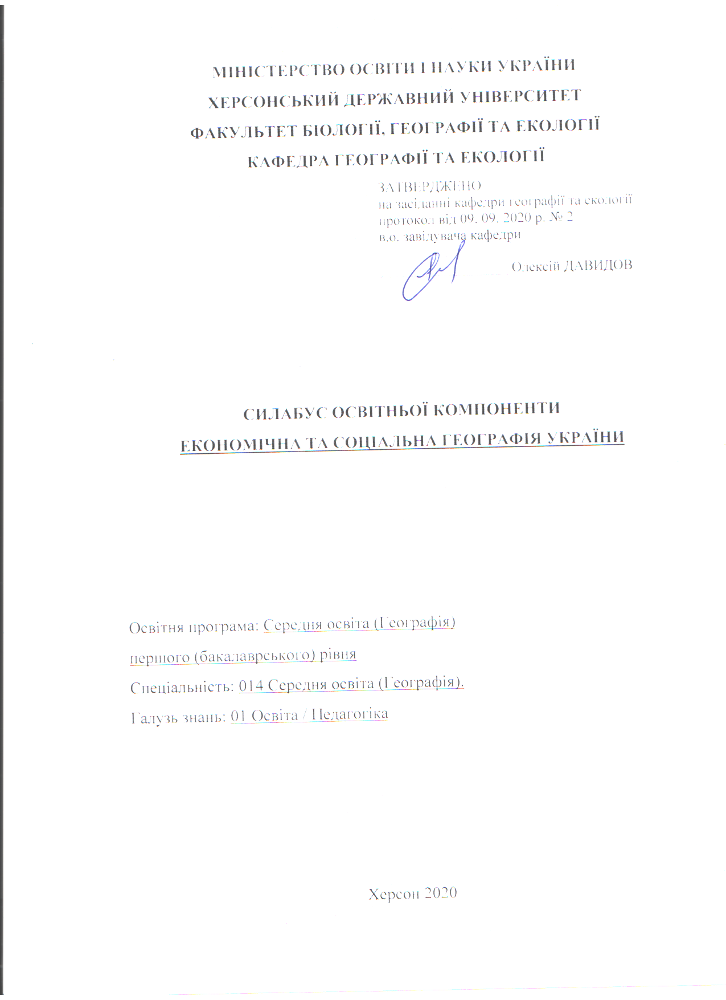 МІНІСТЕРСТВО ОСВІТИ І НАУКИ УКРАЇНИ
ХЕРСОНСЬКИЙ ДЕРЖАВНИЙ УНІВЕРСИТЕТ
ФАКУЛЬТЕТ БІОЛОГІЇ, ГЕОГРАФІЇ ТА ЕКОЛОГІЇ
КАФЕДРА ГЕОГРАФІЇ ТА ЕКОЛОГІЇ
ЗАТВЕРДЖЕНО
на засіданні кафедри географії та екології
протокол від 09. 09. 2020 р. № 2
в.о. завідувача кафедри
Олексій ДАВИДОВ
СИЛАБУС ОСВІТНЬОЇ КОМПОНЕНТИ
ЕКОНОМІЧНА ТА СОЦІАЛЬНА ГЕОГРАФІЯ УКРАЇНИ
Освітня програма: Середня освіта (Географія)
першого (бакалаврського) рівня
Спеціальність: 014 Середня освіта (Географія).
Галузь знань: 01 Освіта / Педагогіка
Херсон 2020